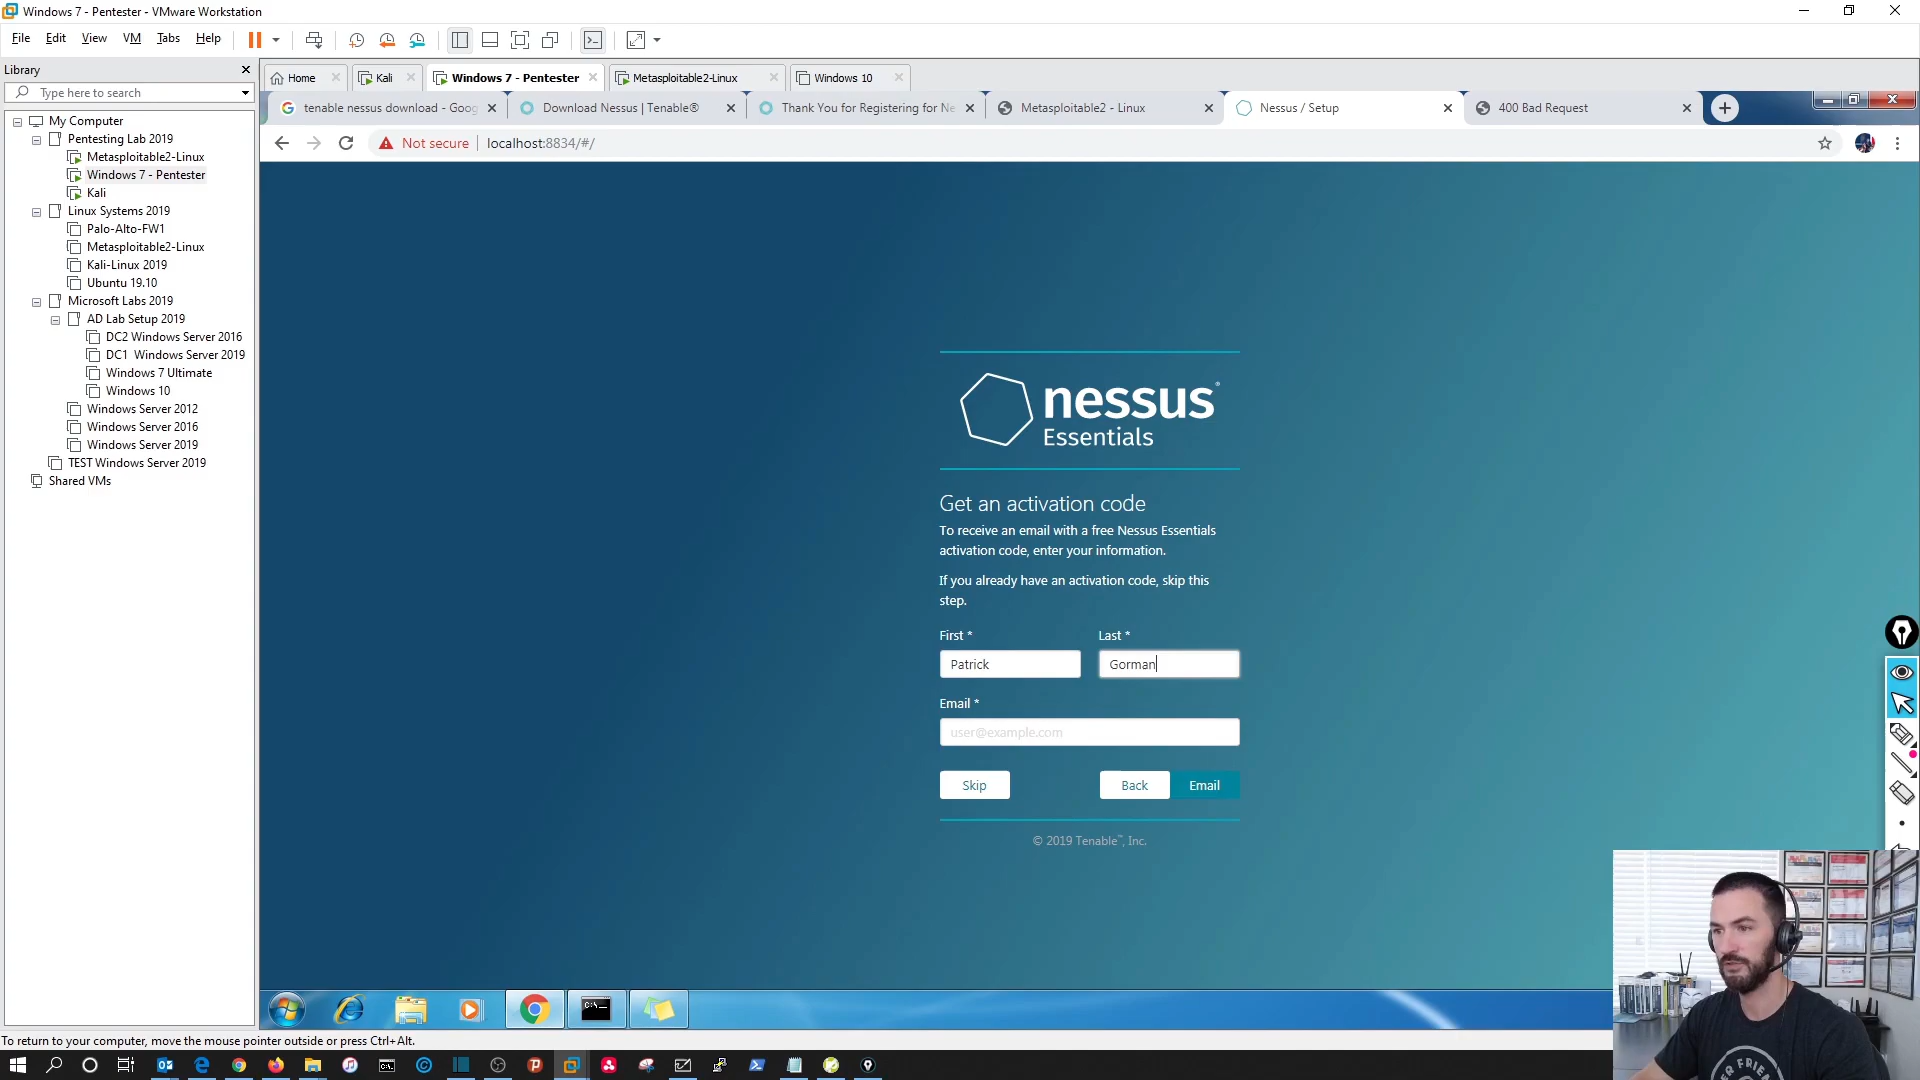 Windows 7 - Pentester - VMware Workstation
File Edit View VM Tabs Help
Library
Type here to search
My Computer
Pentesting Lab 2019
Metasploitable2-Linux
Windows 7 - Pentester
Kali
Linux Systems 2019
Palo-Alto-FW1
Metasploitable2-Linux
Kali-Linux 2019
Ubuntu 19.10
Microsoft Labs 2019
AD Lab Setup 2019
DC2 Windows Server 2016
DC1 Windows Server 2019
Windows 7 Ultimate
Windows 10
Windows Server 2012
Windows Server 2016
Windows Server 2019
TEST Windows Server 2019
Shared VMs
Home Kali Windows 7 - Pentester Metasploitable2-Linux Windows 10
tenable nessus download - Goog Download Nessus | Tenable® Thank You for Registering for Ne Metasploitable2 - Linux Nessus / Setup 400 Bad Request
Not secure localhost:8834/#/
nessus
Essentials
Get an activation code
To receive an email with a free Nessus Essentials
activation code, enter your information.
If you already have an activation code, skip this
step.
First * Last *
Patrick Gorman
Email *
user@example.com
Skip Back Email
© 2019 Tenable™, Inc.
To return to your computer, move the mouse pointer outside or press Ctrl+Alt.